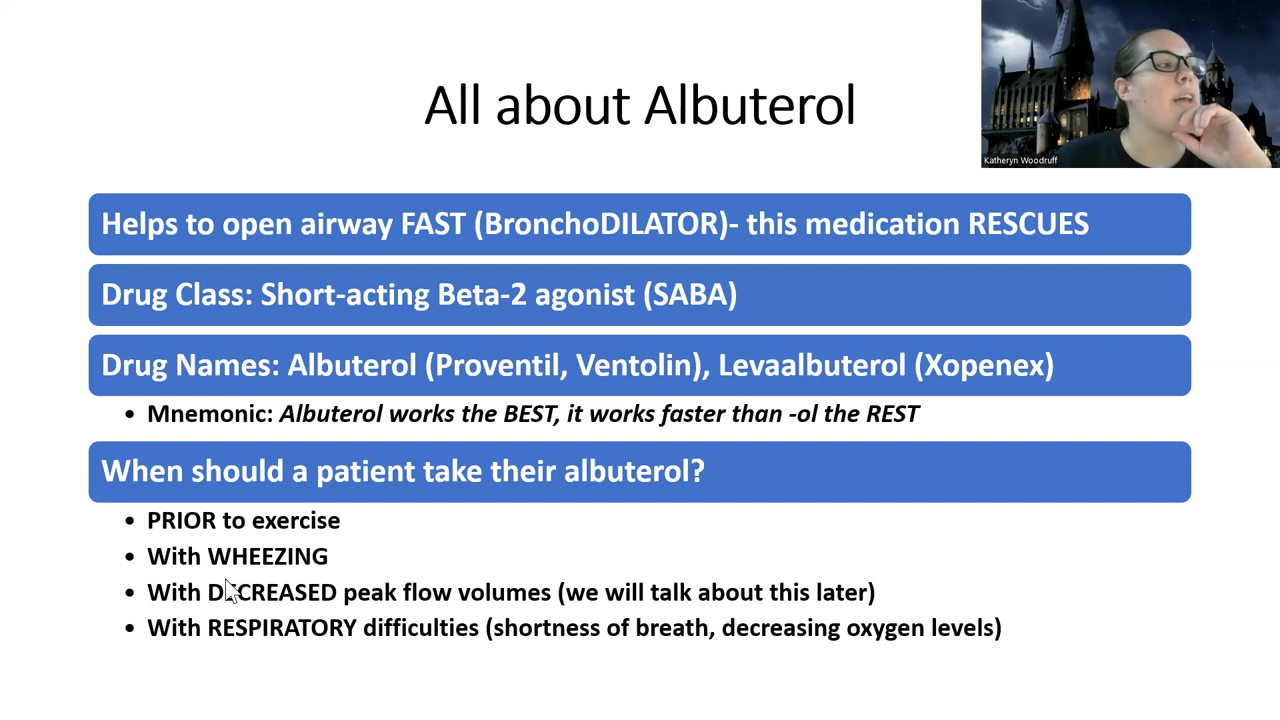 All about Albuterol
Katheryn Woodruff
Helps to open airway FAST (BronchoDILATOR)- this medication RESCUES
Drug Class: Short-acting Beta-2 agonist (SABA)
Drug Names: Albuterol (Proventil, Ventolin), Levaalbuterol (Xopenex)
• Mnemonic: Albuterol works the BEST, it works faster than -ol the REST
When should a patient take their albuterol?
• PRIOR to exercise
• With WHEEZING
• With DECREASED peak flow volumes (we will talk about this later)
• With RESPIRATORY difficulties (shortness of breath, decreasing oxygen levels)